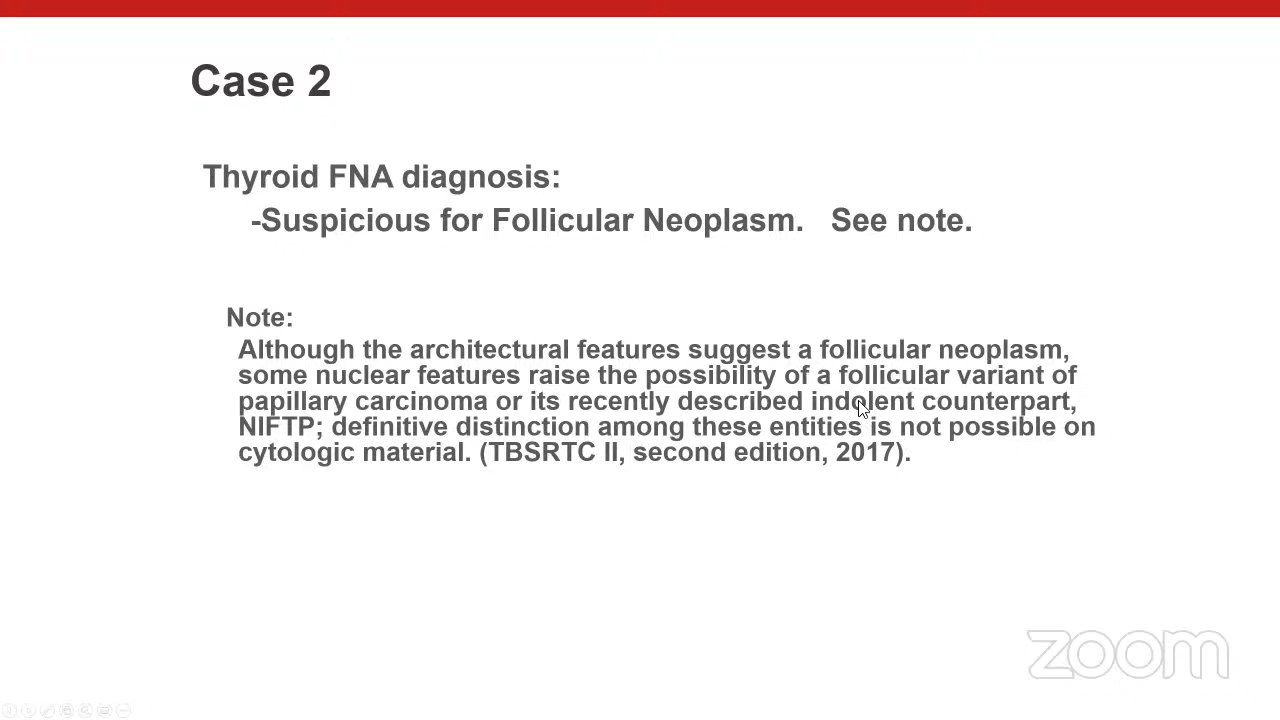 Case 2
Thyroid FNA diagnosis:
-Suspicious for Follicular Neoplasm. See note.
Note:
Although the architectural features suggest a follicular neoplasm,
some nuclear features raise the possibility of a follicular variant of
papillary carcinoma or its recently described indolent counterpart,
NIFTP; definitive distinction among these entities is not possible on
cytologic material. (TBSRTC II, second edition, 2017).
zoom